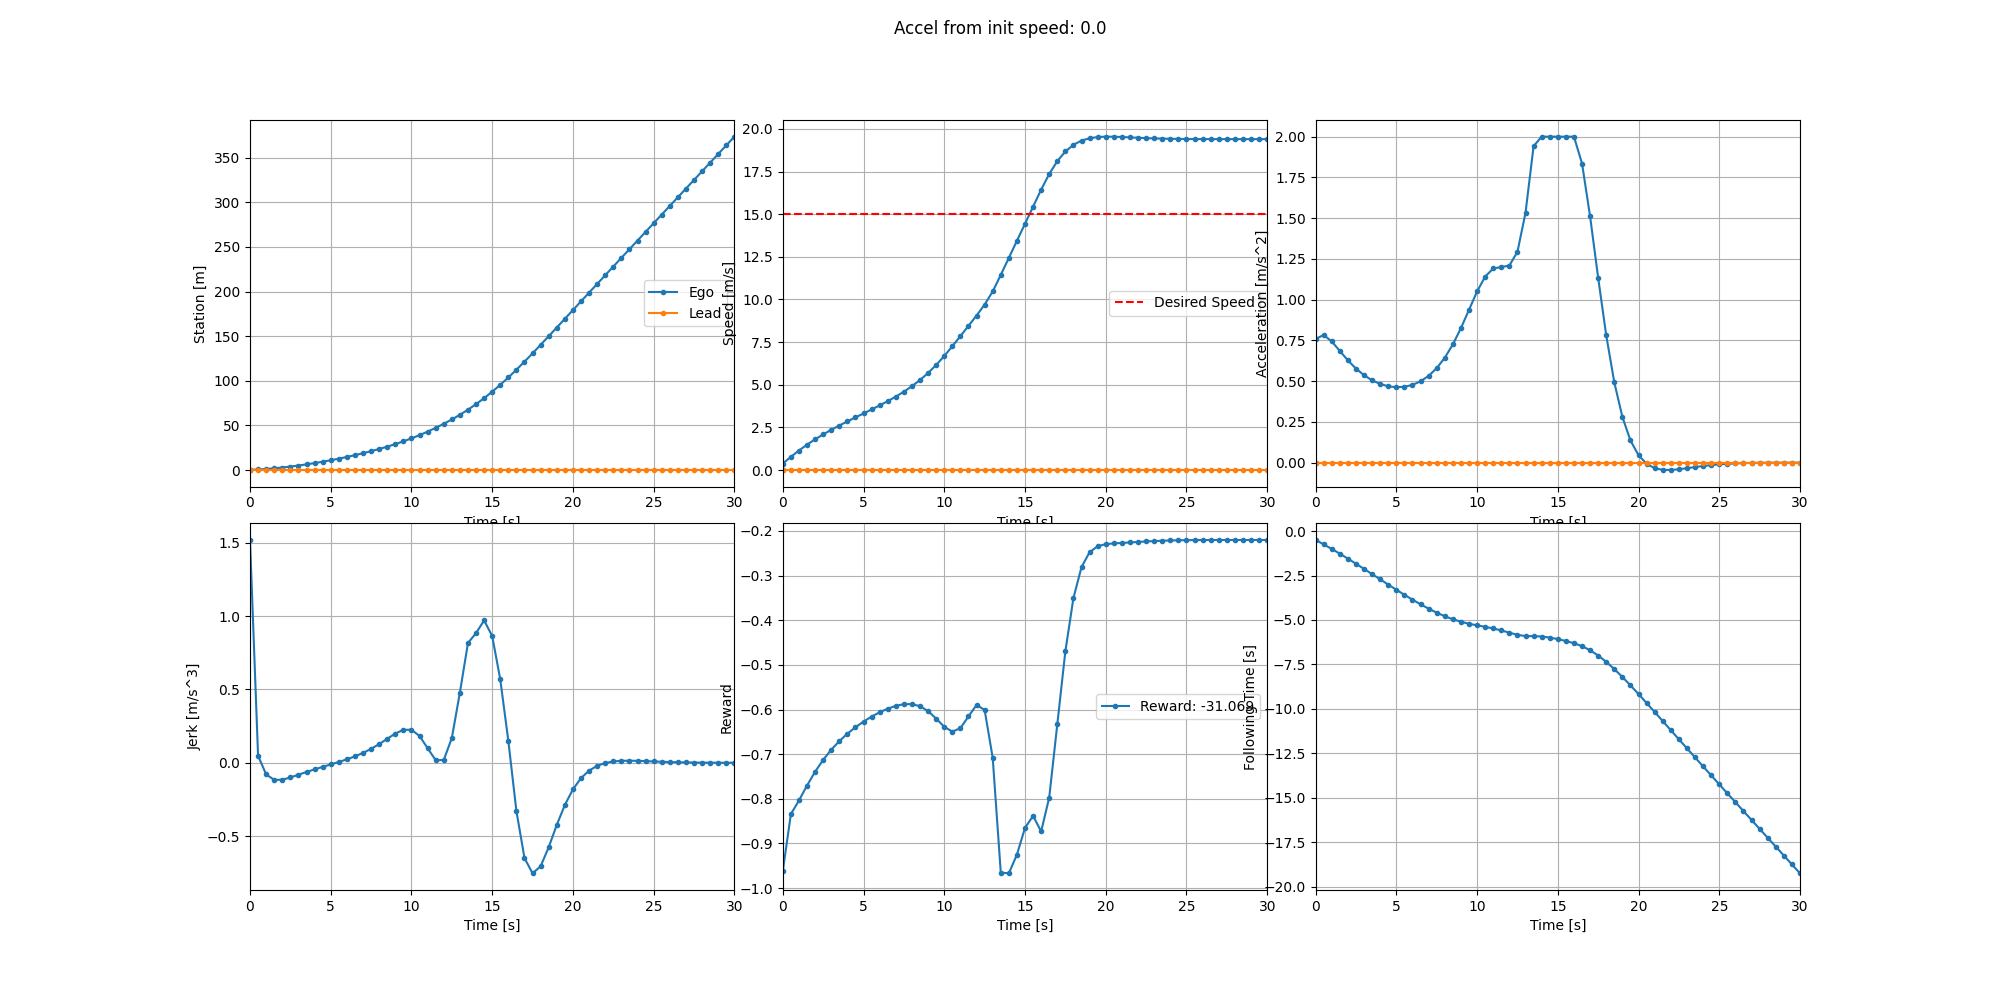 Accel from init speed: 0.0
Station [m]
350
300
250
200
150
100
50
0
0 5 10 15 20 25 30
Time [s]
Ego
Lead
Speed [m/s]
20.0
17.5
15.0
12.5
10.0
7.5
5.0
2.5
0.0
0 5 10 15 20 25 30
Time [s]
Desired Speed
Acceleration [m/s^2]
2.00
1.75
1.50
1.25
1.00
0.75
0.50
0.25
0.00
0 5 10 15 20 25 30
Time [s]
Jerk [m/s^3]
1.5
1.0
0.5
0.0
−0.5
0 5 10 15 20 25 30
Time [s]
Reward
−0.2
−0.3
−0.4
−0.5
−0.6
−0.7
−0.8
−0.9
−1.0
0 5 10 15 20 25 30
Time [s]
Reward: -31.069
Following Time [s]
0.0
−2.5
−5.0
−7.5
−10.0
−12.5
−15.0
−17.5
−20.0
0 5 10 15 20 25 30
Time [s]